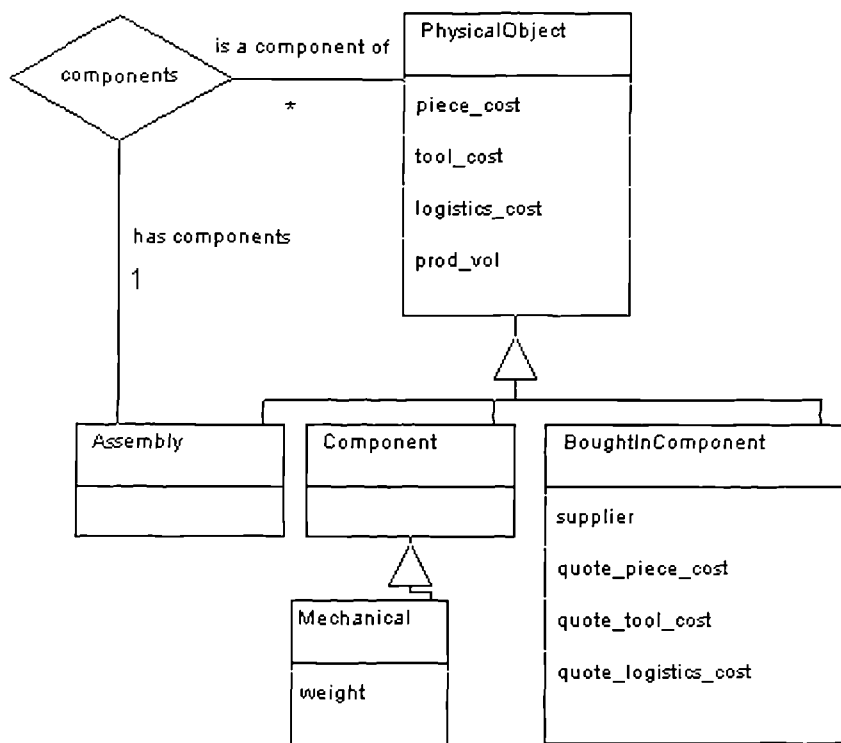 is a component of
components
*
has components
1
PhysicalObject
piece_cost
tool_cost
logistics_cost
prod_vol
Assembly
Component
BoughtInComponent
supplier
quote_piece_cost
quote_tool_cost
quote_logistics_cost
Mechanical
weight